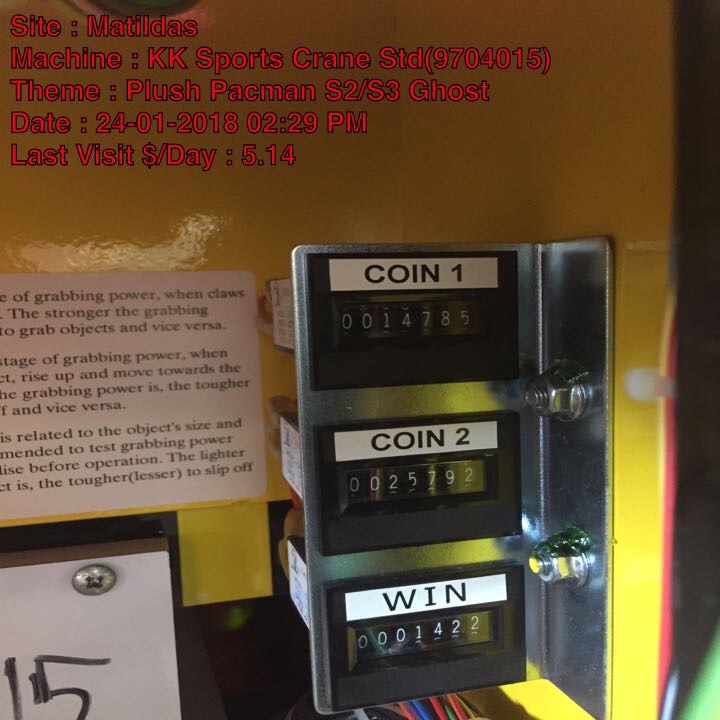 Site : Matildas
Machine : KK Sports Crane Std(9704015)
Theme : Plush Pacman S2/S3 Ghost
Date : 24-01-2018 02:29 PM
Last Visit $/Day : 5.14
e of grabbing power, when claws
. The stronger the grabbing
to grab objects and vice versa.
stage of grabbing power, when
ct, rise up and move towards the
he grabbing power is, the tougher
f and vice versa.
is related to the object's size and
mended to test grabbing power
lise before operation. The lighter
ct is, the tougher(lesser) to slip off
COIN 1
0014785
COIN 2
0025792
WIN
0001422
15